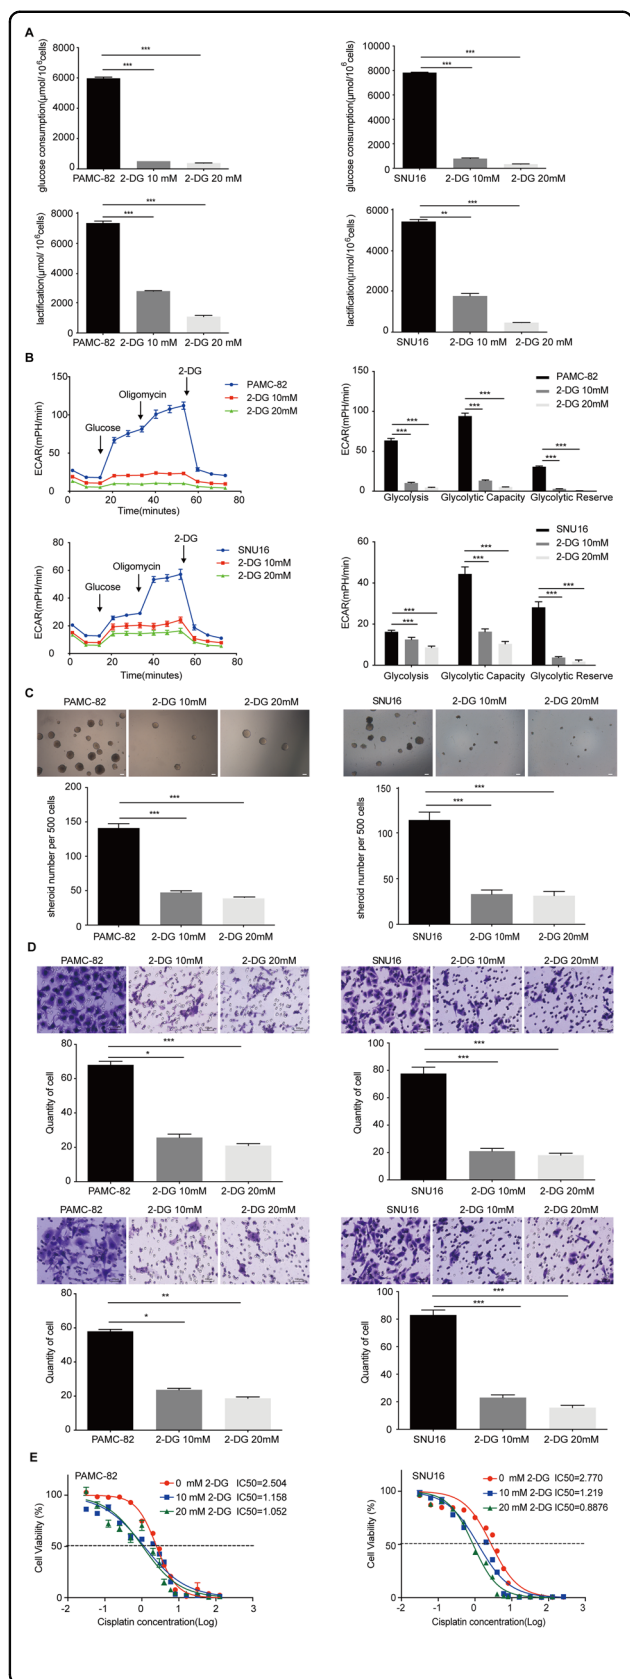 A
glucose consumption(μmol/10⁶cells)
8000
6000
4000
2000
0
***
***
PAMC-82 2-DG 10 mM 2-DG 20 mM
glucose consumption(μmol/10⁶cells)
10000
8000
6000
4000
2000
0
***
***
SNU16 2-DG 10mM 2-DG 20mM
lactification(μmol/ 10⁶cells)
8000
6000
4000
2000
0
***
***
PAMC-82 2-DG 10 mM 2-DG 20 mM
lactification(μmol/10⁶cells)
6000
4000
2000
0
***
**
SNU16 2-DG 10 mM 2-DG 20 mM
B
ECAR(mPH/min)
150
100
50
0
Glucose
Oligomycin
2-DG
PAMC-82
2-DG 10mM
2-DG 20mM
0 20 40 60 80
Time(minutes)
ECAR(mPH/min)
150
100
50
0
PAMC-82
2-DG 10mM
2-DG 20mM
***
***
***
***
***
***
Glycolysis Glycolytic Capacity Glycolytic Reserve
ECAR(mPH/min)
80
60
40
20
0
Glucose
Oligomycin
2-DG
SNU16
2-DG 10mM
2-DG 20mM
0 20 40 60 80
Time(minutes)
ECAR(mPH/min)
60
40
20
0
SNU16
2-DG 10mM
2-DG 20mM
***
***
***
***
***
***
Glycolysis Glycolytic Capacity Glycolytic Reserve
C
PAMC-82 2-DG 10mM 2-DG 20mM
SNU16 2-DG 10mM 2-DG 20mM
sheroid number per 500 cells
200
150
100
50
0
***
***
PAMC-82 2-DG 10mM 2-DG 20mM
sheroid number per 500 cells
150
100
50
0
***
***
SNU16 2-DG 10mM 2-DG 20mM
D
PAMC-82 2-DG 10mM 2-DG 20mM
SNU16 2-DG 10mM 2-DG 20mM
Quantity of cell
80
60
40
20
0
***
*
PAMC-82 2-DG 10mM 2-DG 20mM
Quantity of cell
100
80
60
40
20
0
***
***
SNU16 2-DG 10mM 2-DG 20mM
PAMC-82 2-DG 10mM 2-DG 20mM
SNU16 2-DG 10mM 2-DG 20mM
Quantity of cell
80
60
40
20
0
**
*
PAMC-82 2-DG 10mM 2-DG 20mM
Quantity of cell
100
80
60
40
20
0
***
***
SNU16 2-DG 10mM 2-DG 20mM
E
PAMC-82
0 mM 2-DG IC50=2.504
10 mM 2-DG IC50=1.158
20 mM 2-DG IC50=1.052
Cell Viability (%)
100
50
0
-2 -1 0 1 2 3
Cisplatin concentration(Log)
SNU16
0 mM 2-DG IC50=2.770
10 mM 2-DG IC50=1.219
20 mM 2-DG IC50=0.8876
Cell Viability (%)
100
50
0
-2 -1 0 1 2 3
Cisplatin concentration(Log)